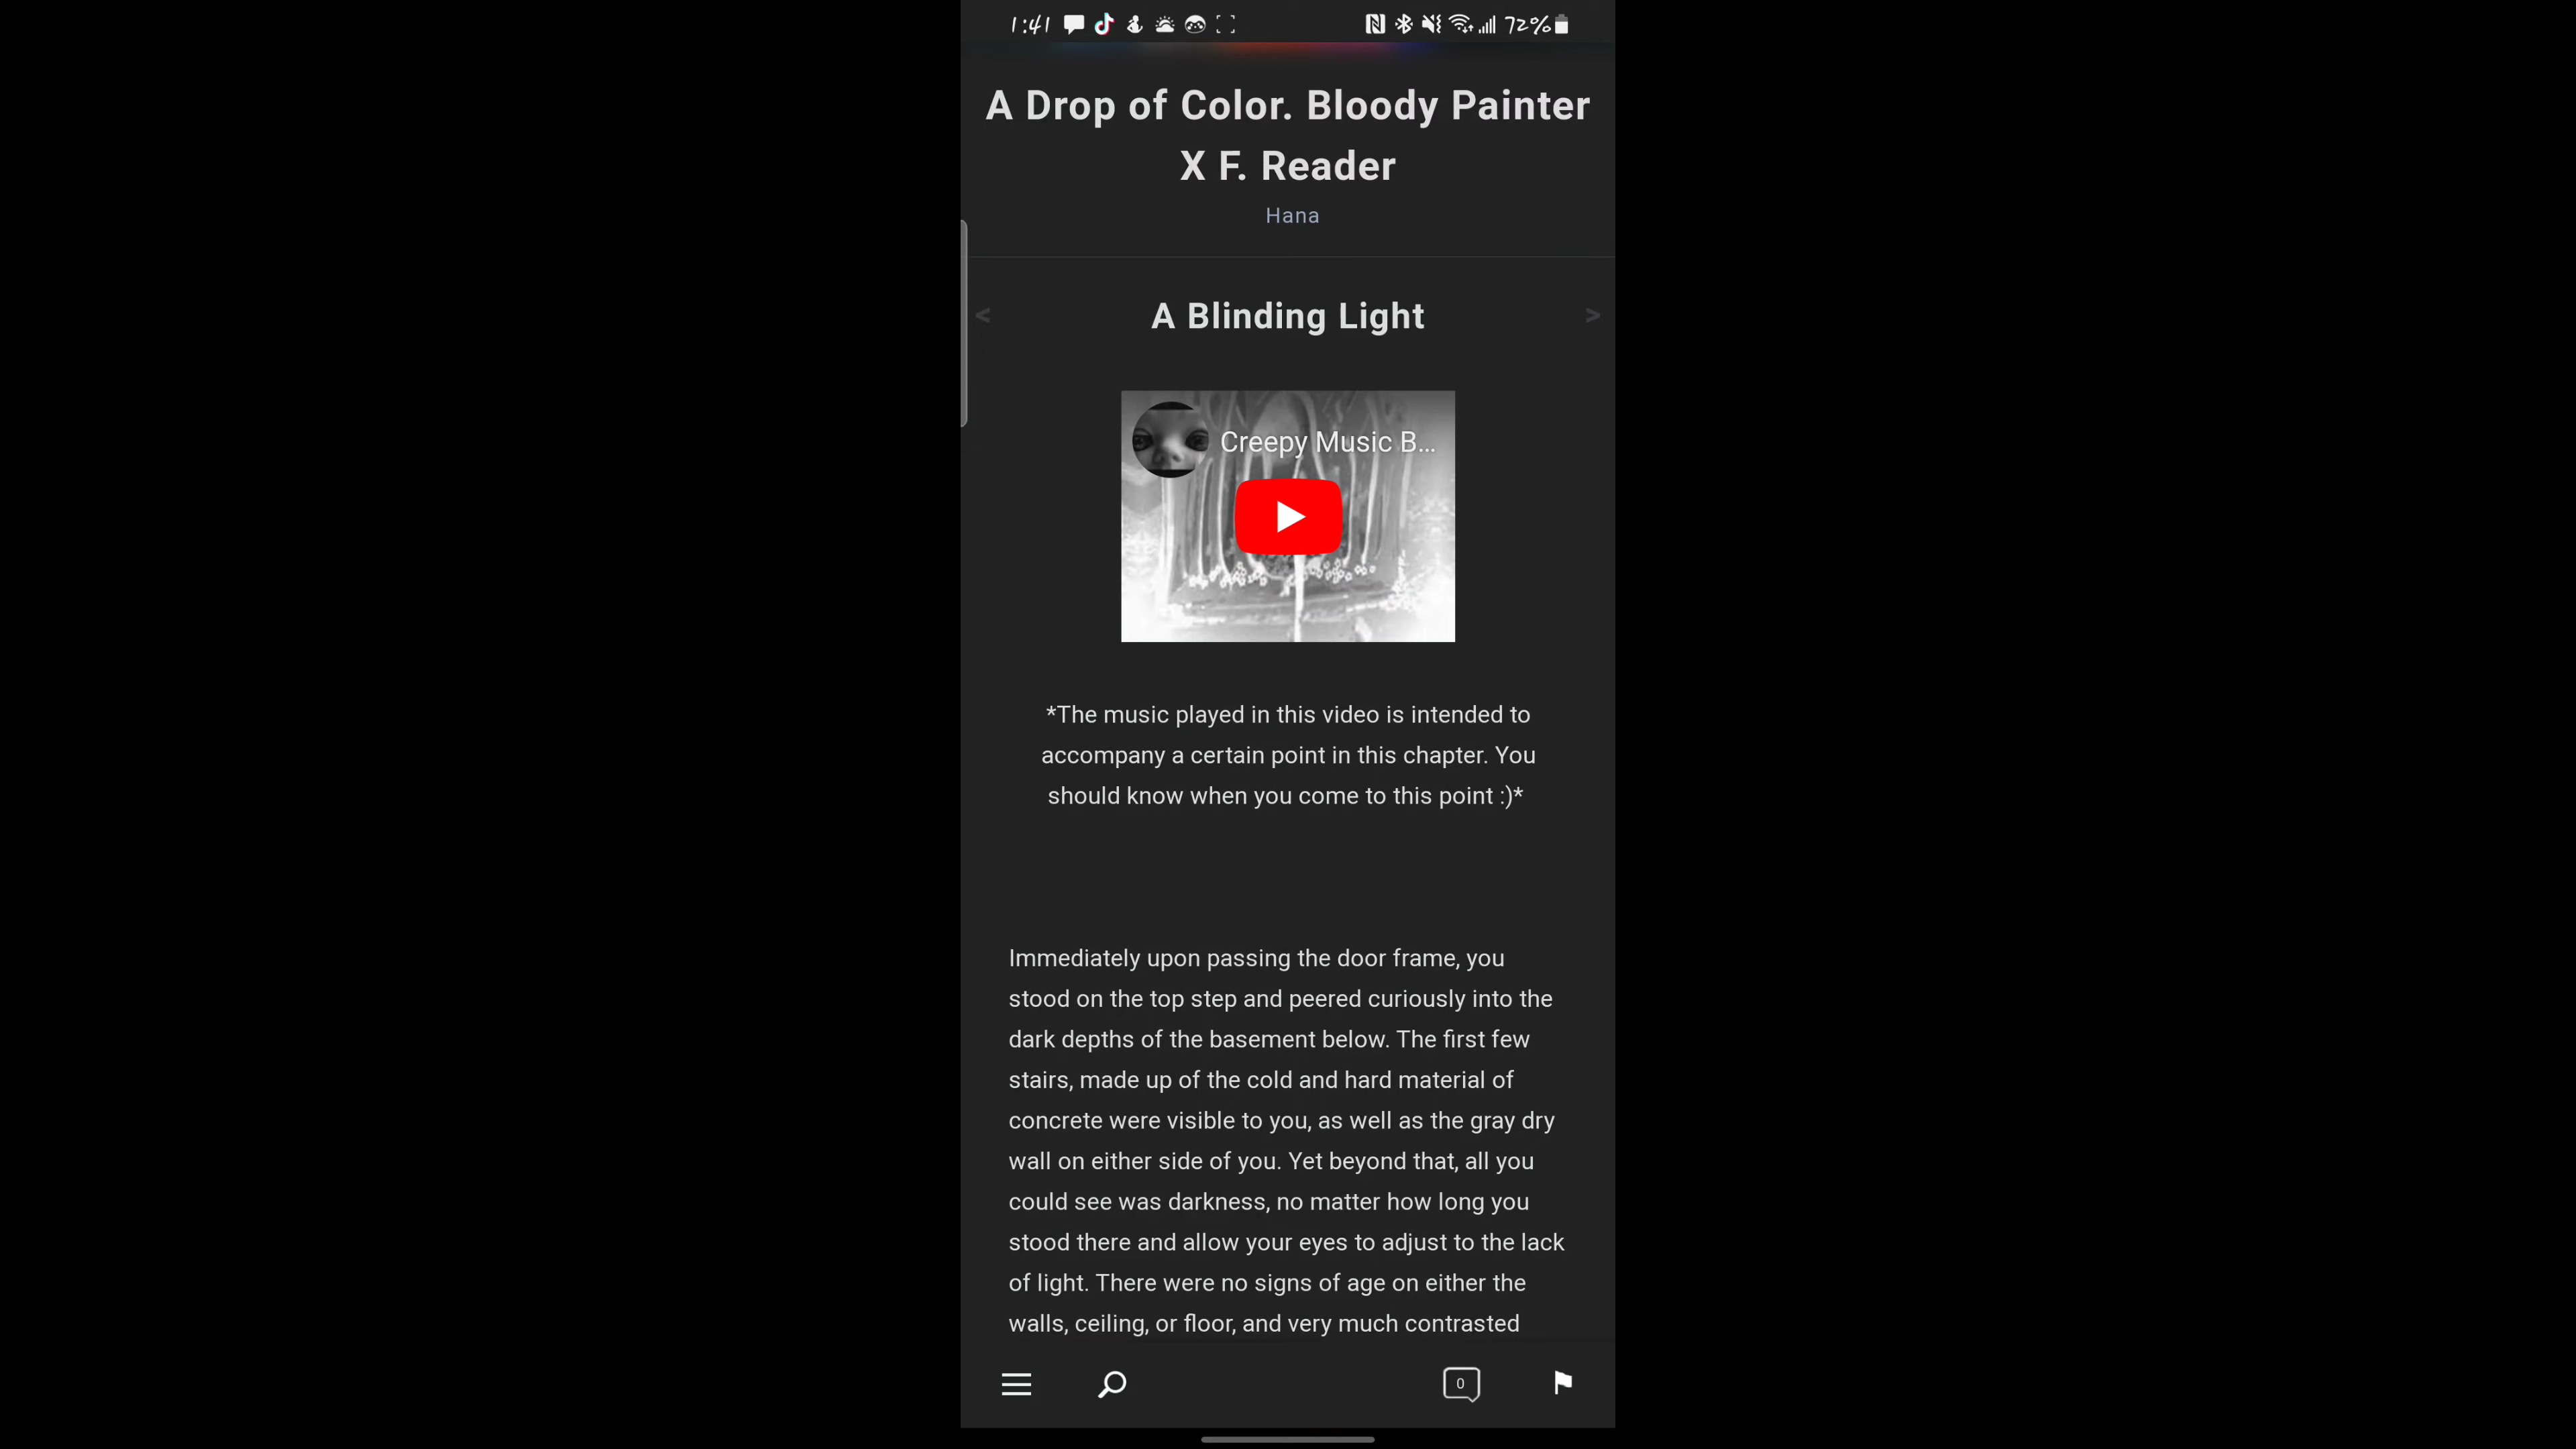 1:41 72%
A Drop of Color. Bloody Painter
X F. Reader
Hana
< A Blinding Light >
Creepy Music B...
*The music played in this video is intended to
accompany a certain point in this chapter. You
should know when you come to this point :)*
Immediately upon passing the door frame, you
stood on the top step and peered curiously into the
dark depths of the basement below. The first few
stairs, made up of the cold and hard material of
concrete were visible to you, as well as the gray dry
wall on either side of you. Yet beyond that, all you
could see was darkness, no matter how long you
stood there and allow your eyes to adjust to the lack
of light. There were no signs of age on either the
walls, ceiling, or floor, and very much contrasted
0